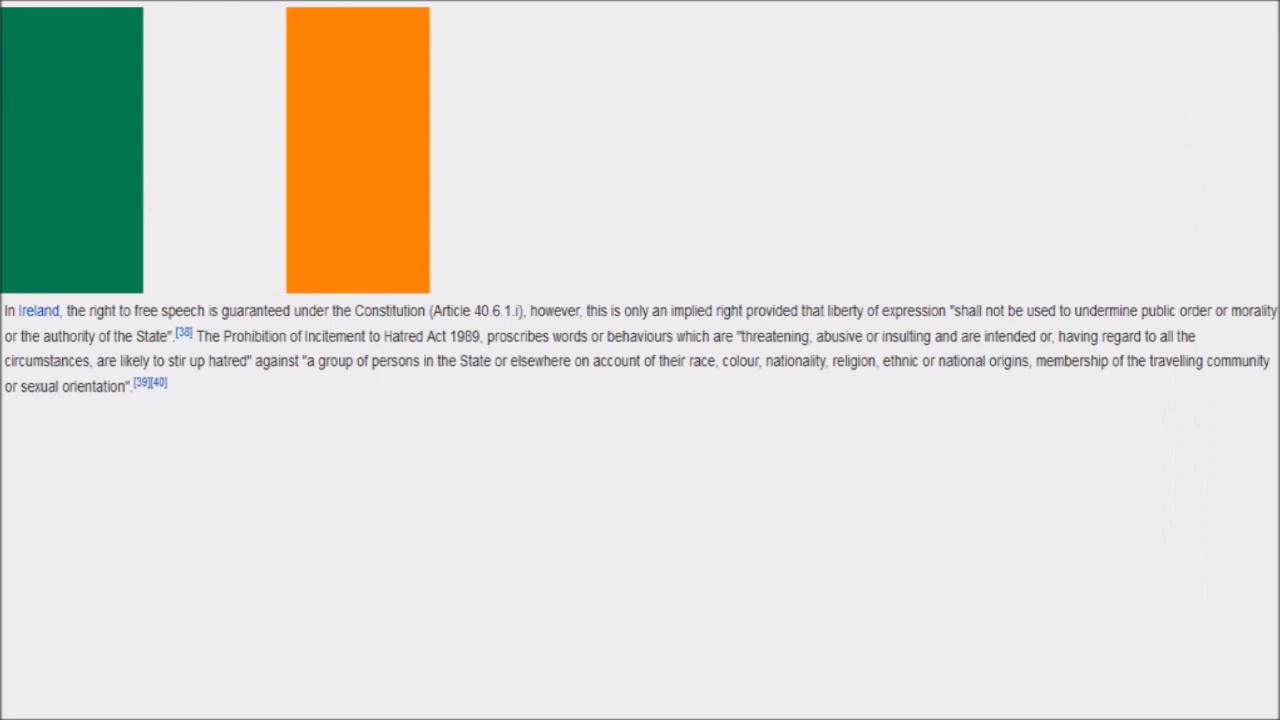 In Ireland, the right to free speech is guaranteed under the Constitution (Article 40.6.1.i), however, this is only an implied right provided that liberty of expression "shall not be used to undermine public order or morality
or the authority of the State".[38] The Prohibition of Incitement to Hatred Act 1989, proscribes words or behaviours which are "threatening, abusive or insulting and are intended or, having regard to all the
circumstances, are likely to stir up hatred" against "a group of persons in the State or elsewhere on account of their race, colour, nationality, religion, ethnic or national origins, membership of the travelling community
or sexual orientation".[39][40]